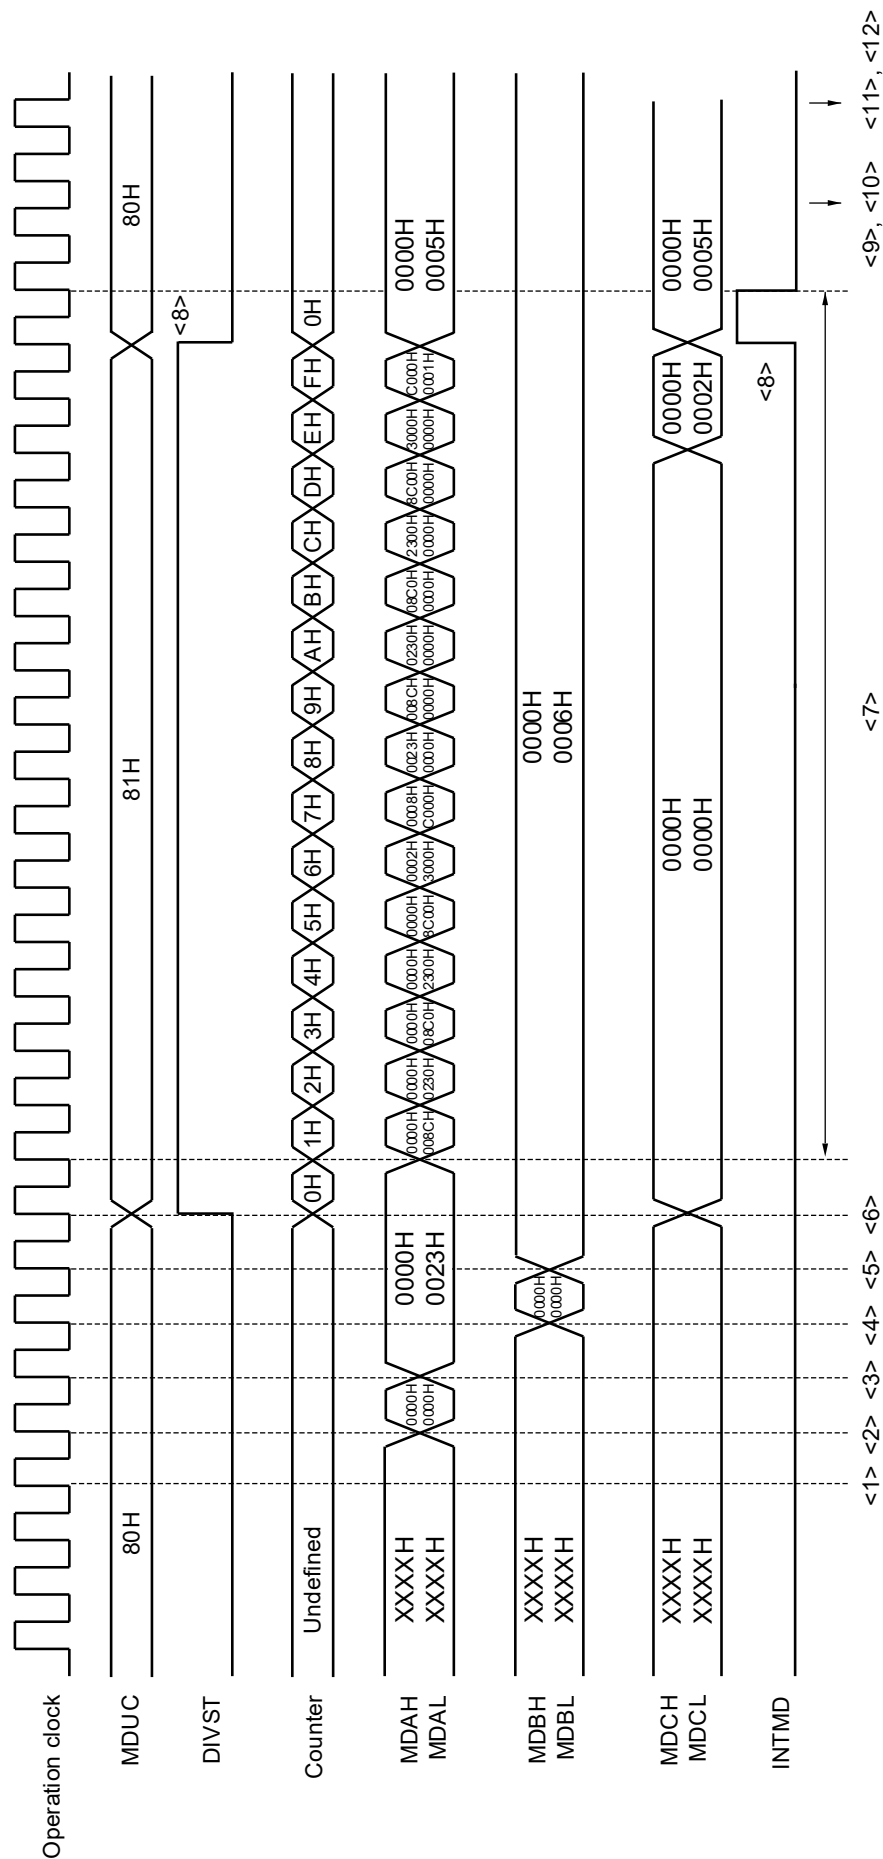 Operation clock
MDUC
80H
81H
80H
DIVST
<8>
Counter
Undefined
0H
1H
2H
3H
4H
5H
6H
7H
8H
9H
AH
BH
CH
DH
EH
FH
0H
MDAH
MDAL
XXXXH
XXXXH
0000H
0000H
0000H
0023H
0000H
008CH
0000H
0230H
0000H
08C0H
0000H
2300H
0000H
8C00H
0002H
3000H
0008H
C000H
0023H
0000H
008CH
0000H
0230H
0000H
08C0H
0000H
2300H
0000H
8C00H
0000H
3000H
0000H
C000H
0001H
0000H
0005H
MDBH
MDBL
XXXXH
XXXXH
0000H
0000H
0000H
0006H
MDCH
MDCL
XXXXH
XXXXH
0000H
0000H
0000H
0002H
0000H
0005H
INTMD
<8>
<1>
<2>
<3>
<4>
<5>
<6>
<7>
<9>, <10>
<11>, <12>